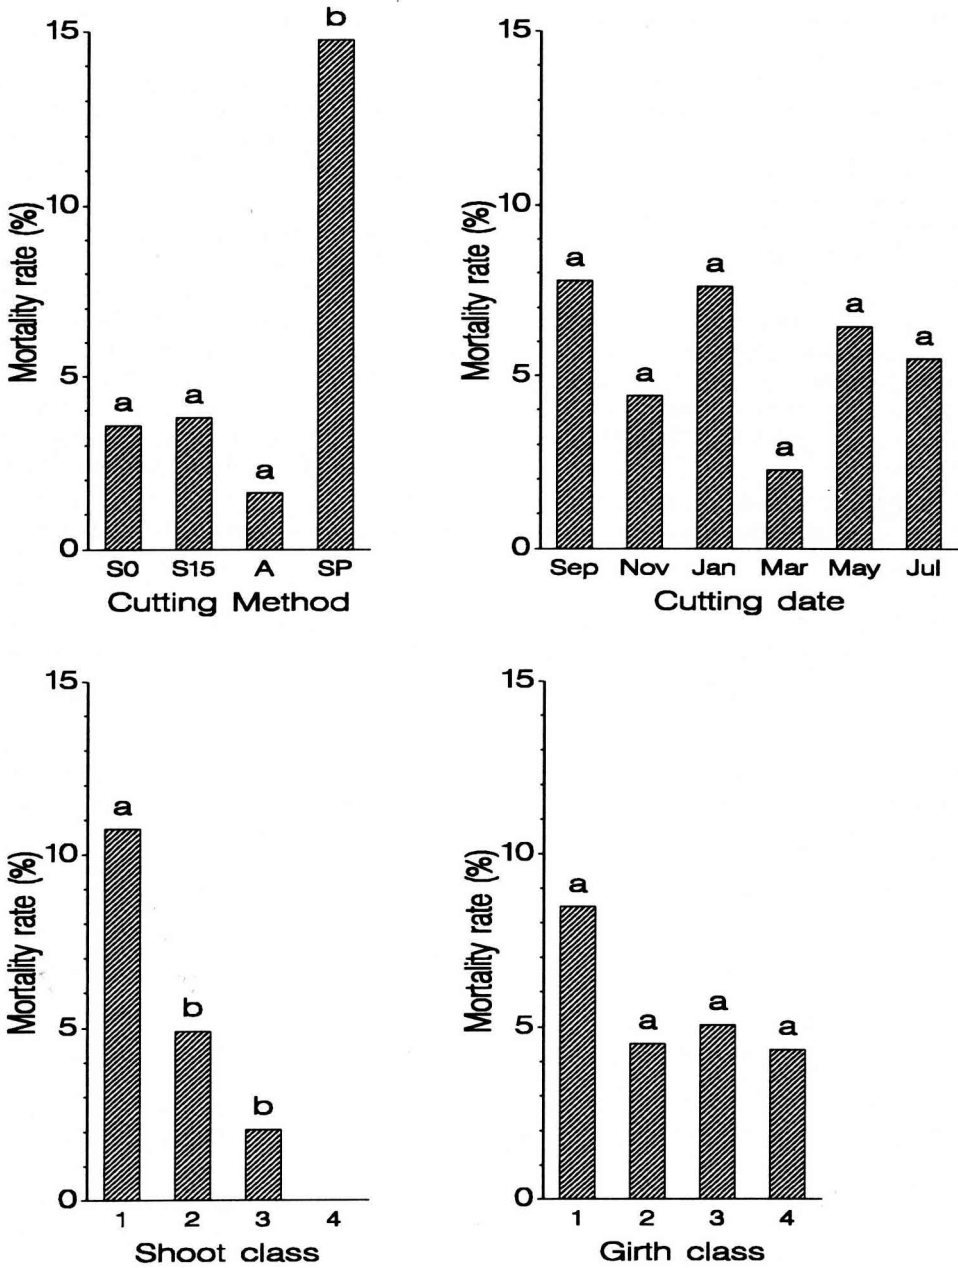 15
b
10
Mortality rate (%)
5
a
a
a
0
S0 S15 A SP
Cutting Method
15
10
Mortality rate (%)
a
a
a
a
a
a
5
0
Sep Nov Jan Mar May Jul
Cutting date
15
a
10
Mortality rate (%)
5
b
b
0
1 2 3 4
Shoot class
15
10
Mortality rate (%)
a
5
a
a
a
0
1 2 3 4
Girth class